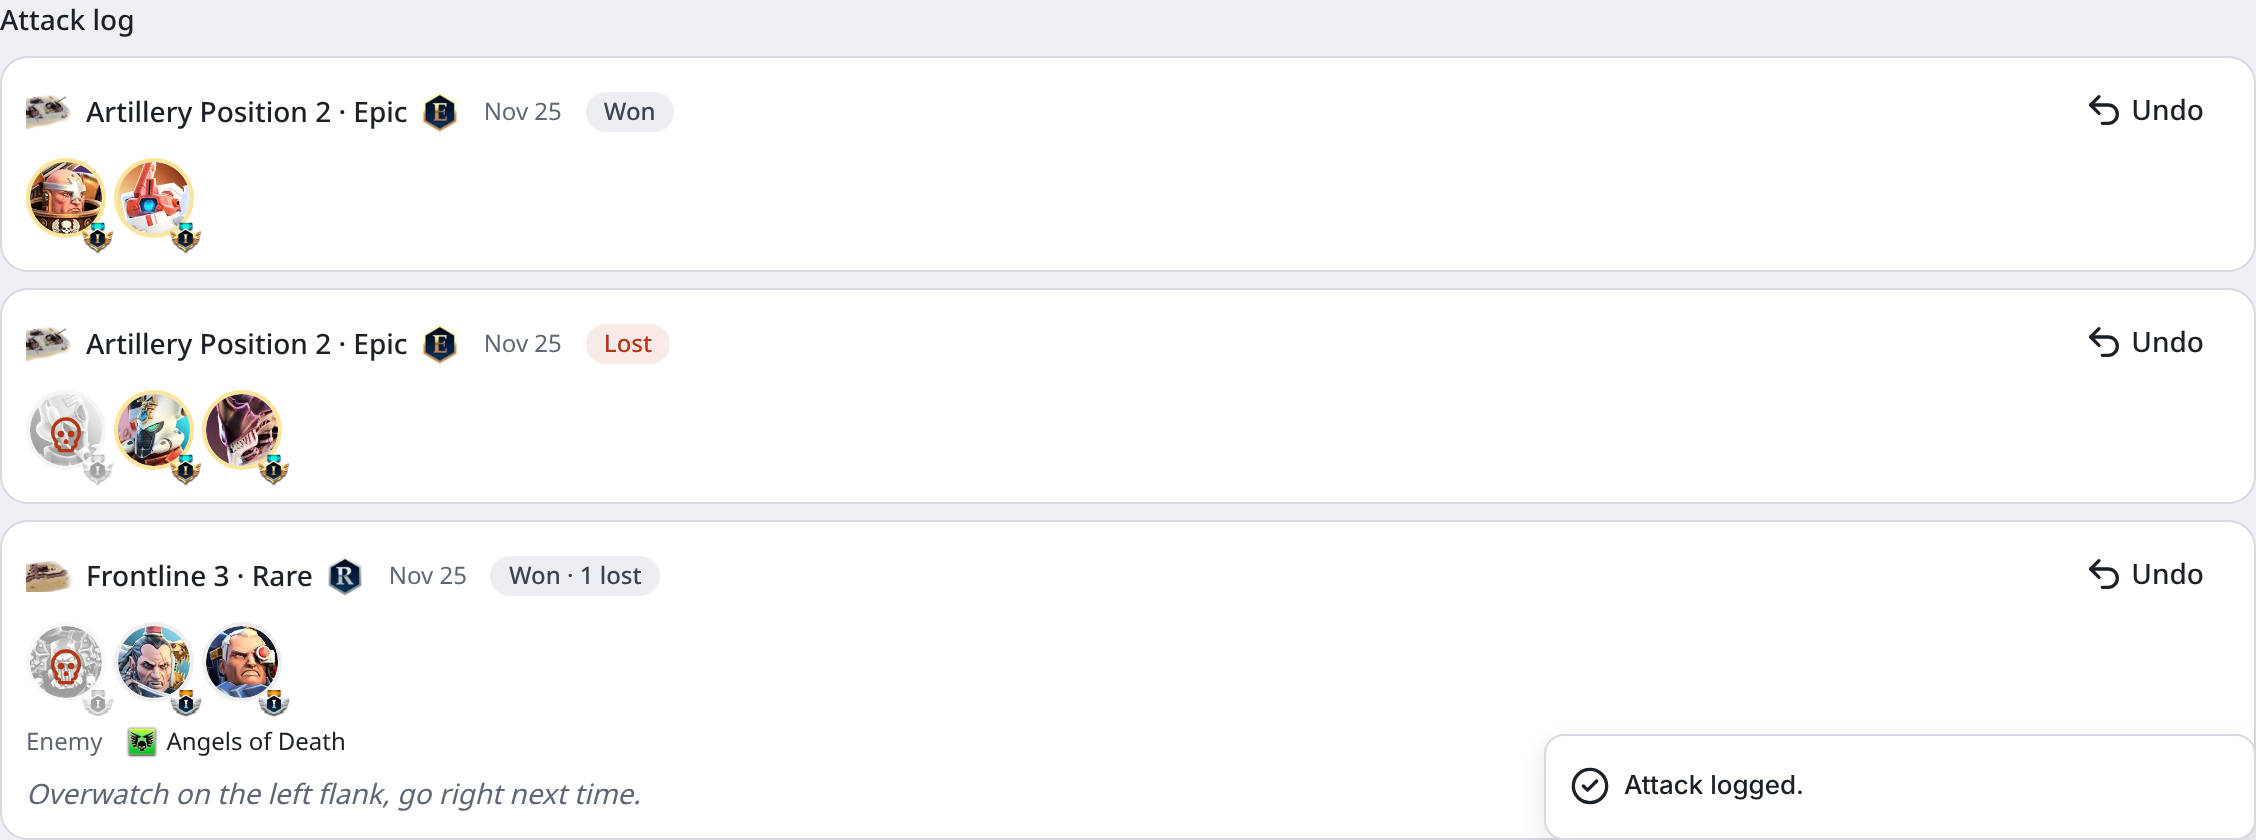 Attack log
Artillery Position 2 · Epic E Nov 25 Won Undo
I I
Artillery Position 2 · Epic E Nov 25 Lost Undo
I I I
Frontline 3 · Rare R Nov 25 Won · 1 lost Undo
I I I
Enemy Angels of Death
Overwatch on the left flank, go right next time.
Attack logged.